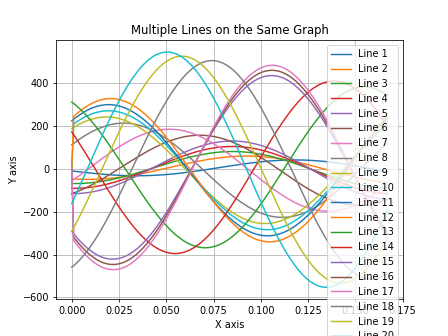 Multiple Lines on the Same Graph
Y axis
400
200
0
−200
−400
−600
0.000
0.025
0.050
0.075
0.100
0.125
0.175
X axis
Line 1
Line 2
Line 3
Line 4
Line 5
Line 6
Line 7
Line 8
Line 9
Line 10
Line 11
Line 12
Line 13
Line 14
Line 15
Line 16
Line 17
Line 18
Line 19
Line 20